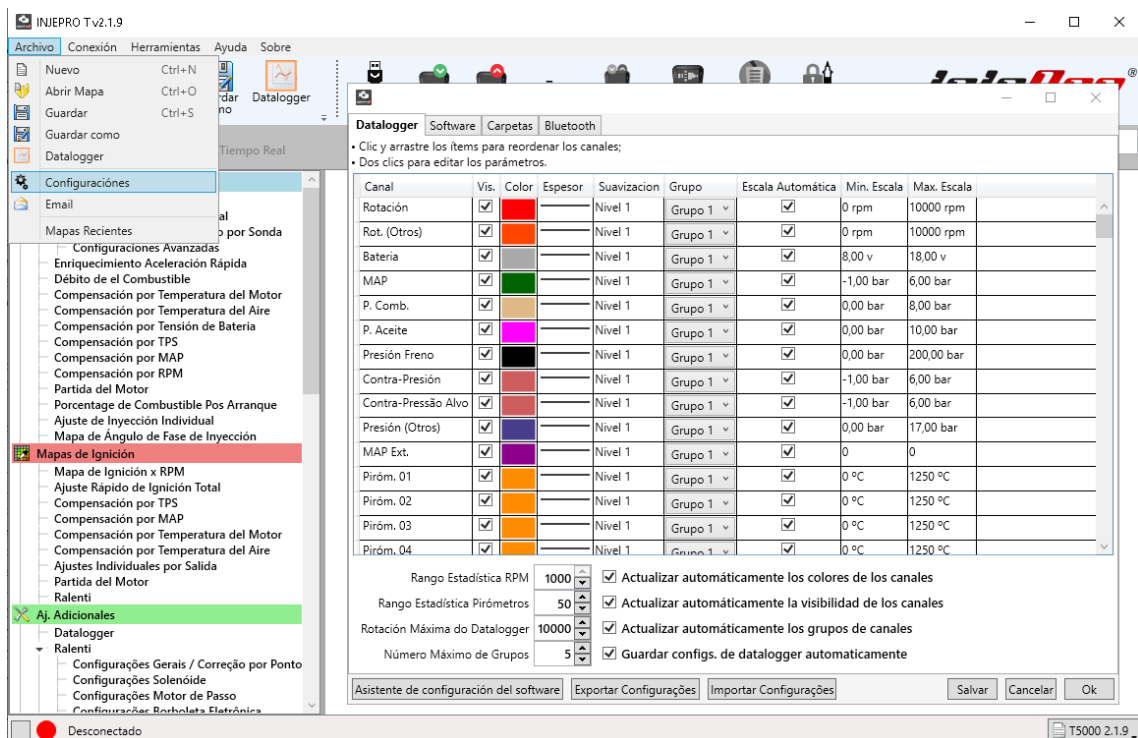 INJEPRO T v2.1.9
Archivo Conexión Herramientas Ayuda Sobre
Nuevo Ctrl+N
Abrir Mapa Ctrl+O
Guardar Ctrl+S
Guardar como
Datalogger
Configuraciónes
Email
Mapas Recientes
Datalogger
Tiempo Real
Configuraciones Avanzadas
Enriquecimiento Aceleración Rápida
Débito de el Combustible
Compensación por Temperatura del Motor
Compensación por Temperatura del Aire
Compensación por Tensión de Bateria
Compensación por TPS
Compensación por MAP
Compensación por RPM
Partida del Motor
Porcentage de Combustible Pos Arranque
Ajuste de Inyección Individual
Mapa de Ángulo de Fase de Inyección
Mapas de Ignición
Mapa de Ignición x RPM
Ajuste Rápido de Ignición Total
Compensación por TPS
Compensación por MAP
Compensación por Temperatura del Motor
Compensación por Temperatura del Aire
Ajustes Individuales por Salida
Partida del Motor
Ralenti
Aj. Adicionales
Datalogger
Ralenti
Configurações Gerais / Correção por Ponto
Configurações Solenóide
Configurações Motor de Passo
Configurações Borboleta Eletrônica
Datalogger Software Carpetas Bluetooth
• Clic y arrastre los ítems para reordenar los canales;
• Dos clics para editar los parámetros.
Canal Vis. Color Espesor Suavizacion Grupo Escala Automática Min. Escala Max. Escala
Rotación Nivel 1 Grupo 1 0 rpm 10000 rpm
Rot. (Otros) Nivel 1 Grupo 1 0 rpm 10000 rpm
Bateria Nivel 1 Grupo 1 8,00 v 18,00 v
MAP Nivel 1 Grupo 1 -1,00 bar 6,00 bar
P. Comb. Nivel 1 Grupo 1 0,00 bar 8,00 bar
P. Aceite Nivel 1 Grupo 1 0,00 bar 10,00 bar
Presión Freno Nivel 1 Grupo 1 0,00 bar 200,00 bar
Contra-Presión Nivel 1 Grupo 1 -1,00 bar 6,00 bar
Contra-Pressão Alvo Nivel 1 Grupo 1 -1,00 bar 6,00 bar
Presión (Otros) Nivel 1 Grupo 1 0,00 bar 17,00 bar
MAP Ext. Nivel 1 Grupo 1 0 0
Piróm. 01 Nivel 1 Grupo 1 0 ºC 1250 ºC
Piróm. 02 Nivel 1 Grupo 1 0 ºC 1250 ºC
Piróm. 03 Nivel 1 Grupo 1 0 ºC 1250 ºC
Piróm. 04 Nivel 1 Grupo 1 0 ºC 1250 ºC
Rango Estadística RPM 1000 Actualizar automáticamente los colores de los canales
Rango Estadística Pirómetros 50 Actualizar automáticamente la visibilidad de los canales
Rotación Máxima do Datalogger 10000 Actualizar automáticamente los grupos de canales
Número Máximo de Grupos 5 Guardar configs. de datalogger automaticamente
Asistente de configuración del software Exportar Configurações Importar Configurações Salvar Cancelar Ok
Desconectado T5000 2.1.9